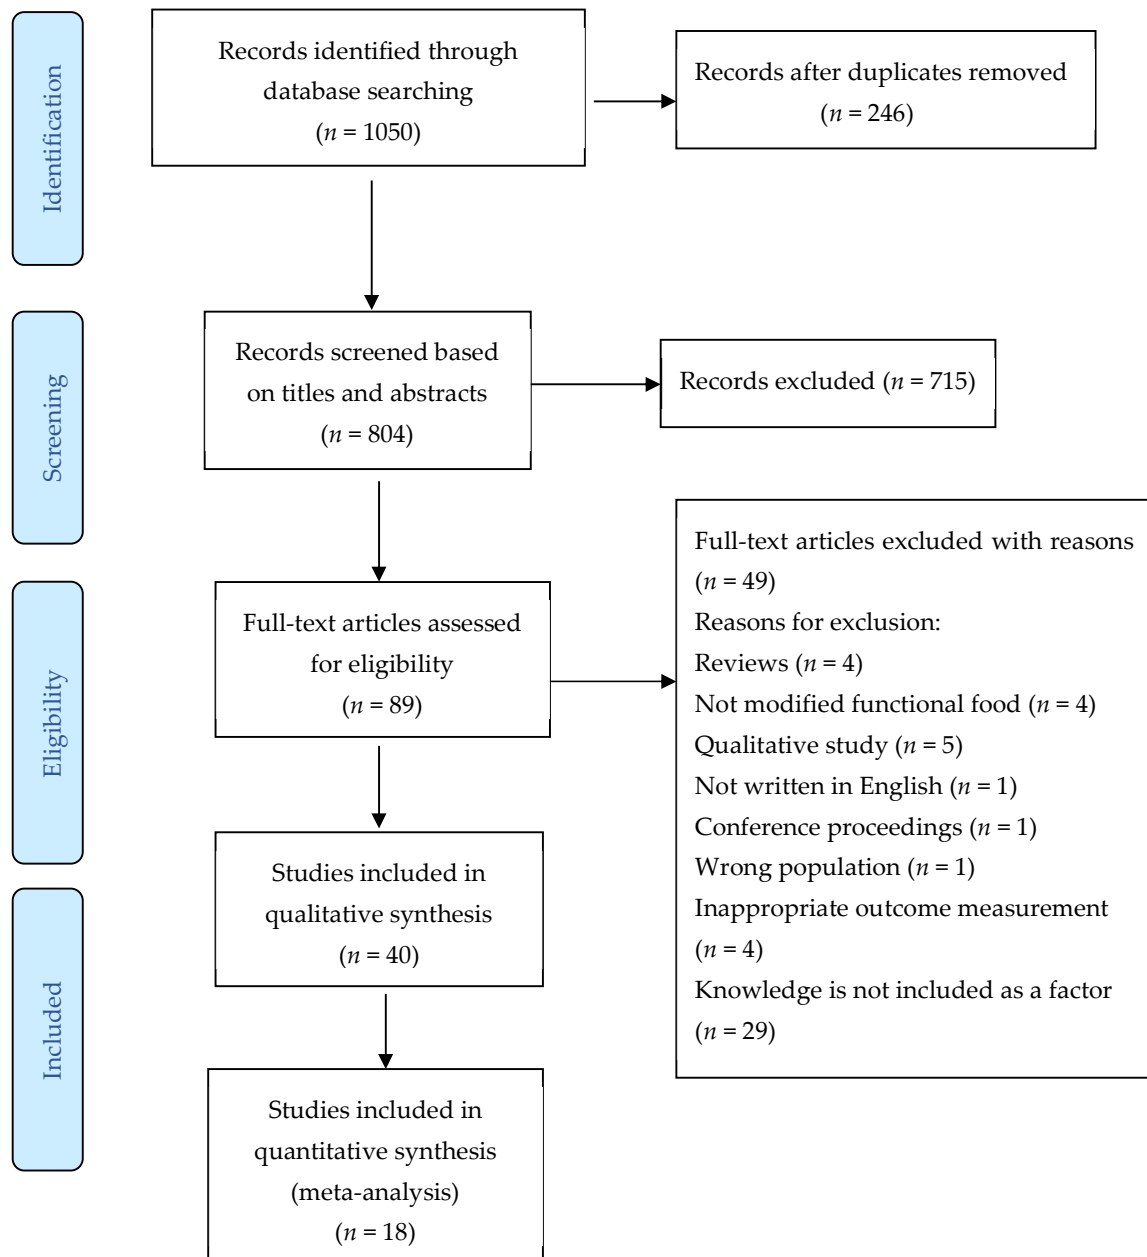 Identification
Records identified through
database searching
(n = 1050)
Records after duplicates removed
(n = 246)
Screening
Records screened based
on titles and abstracts
(n = 804)
Records excluded (n = 715)
Eligibility
Full-text articles assessed
for eligibility
(n = 89)
Full-text articles excluded with reasons
(n = 49)
Reasons for exclusion:
Reviews (n = 4)
Not modified functional food (n = 4)
Qualitative study (n = 5)
Not written in English (n = 1)
Conference proceedings (n = 1)
Wrong population (n = 1)
Inappropriate outcome measurement
(n = 4)
Knowledge is not included as a factor
(n = 29)
Studies included in
qualitative synthesis
(n = 40)
Included
Studies included in
quantitative synthesis
(meta-analysis)
(n = 18)